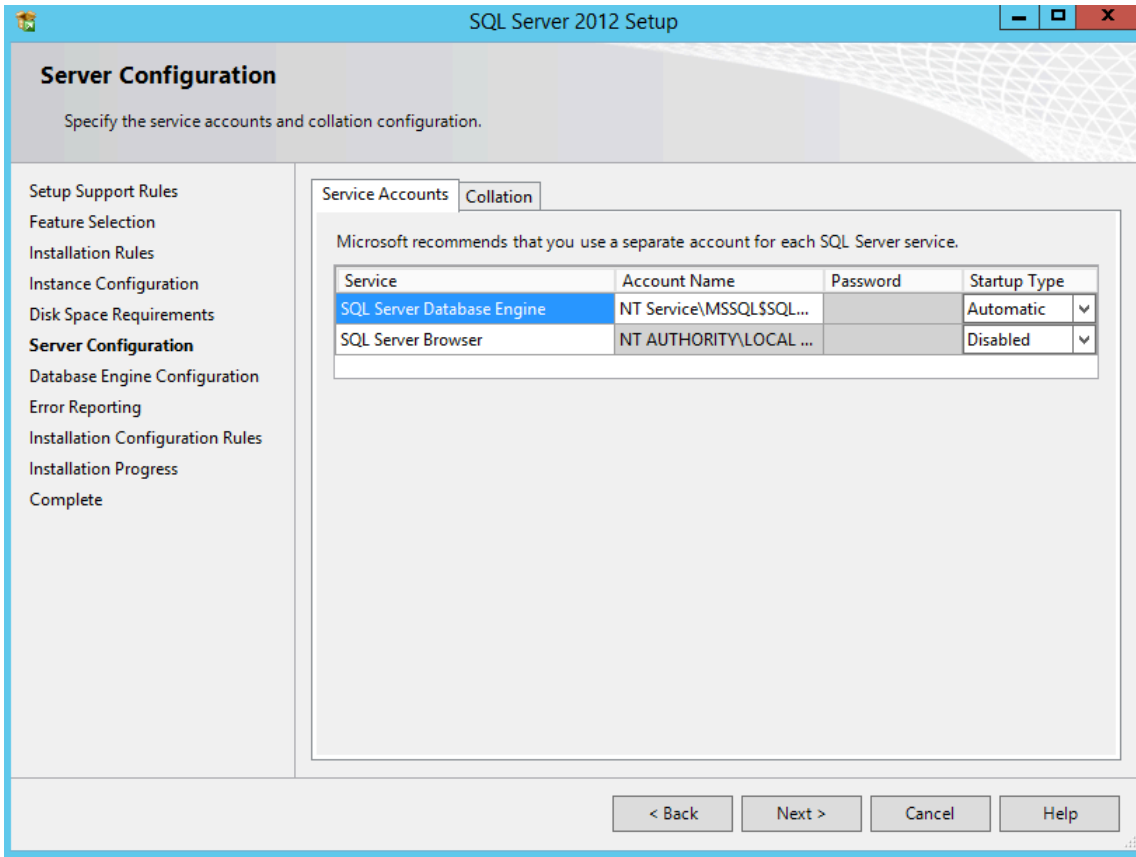 SQL Server 2012 Setup
Server Configuration
Specify the service accounts and collation configuration.
Setup Support Rules
Feature Selection
Installation Rules
Instance Configuration
Disk Space Requirements
Server Configuration
Database Engine Configuration
Error Reporting
Installation Configuration Rules
Installation Progress
Complete
Service Accounts Collation
Microsoft recommends that you use a separate account for each SQL Server service.
Service Account Name Password Startup Type
SQL Server Database Engine NT Service\MSSQL$SQL... Automatic
SQL Server Browser NT AUTHORITY\LOCAL ... Disabled
< Back Next > Cancel Help